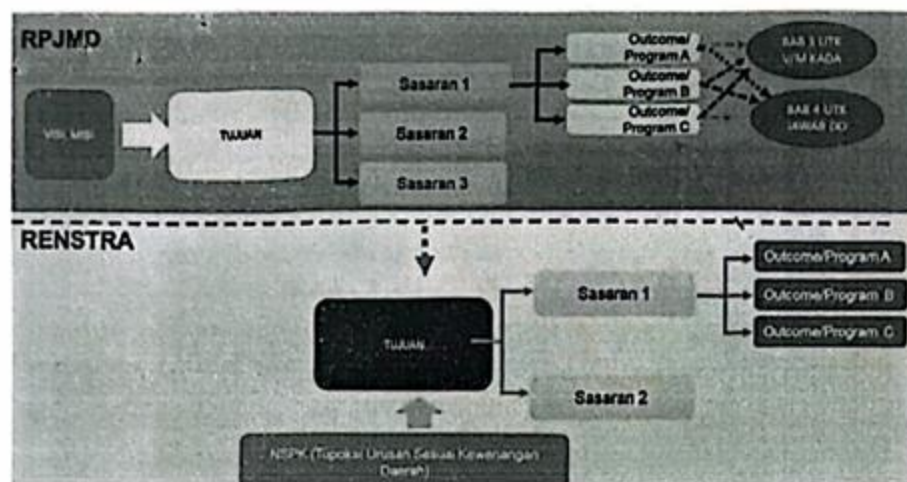 RPJMD
VISI, MISI
TUJUAN
Sasaran 1
Sasaran 2
Sasaran 3
Outcome/
Program A
Outcome/
Program B
Outcome/
Program C
BAB 3 UTK
V/M KADA
BAB 4 UTK
JAWAB
RENSTRA
TUJUAN
Sasaran 1
Sasaran 2
Outcome/Program A
Outcome/Program B
Outcome/Program C
NSPK (Tupoksi Urusan Sesuai Kewenangan
Daerah)